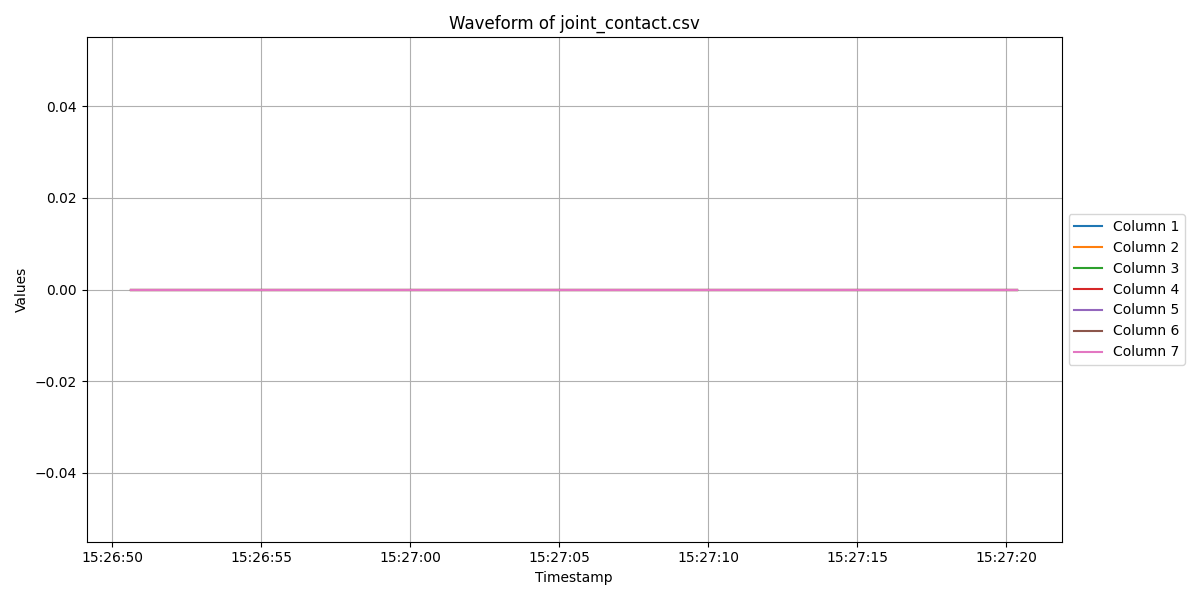 Waveform of joint_contact.csv
0.04
0.02
0.00
−0.02
−0.04
Values
15:26:50
15:26:55
15:27:00
15:27:05
15:27:10
15:27:15
15:27:20
Timestamp
Column 1
Column 2
Column 3
Column 4
Column 5
Column 6
Column 7